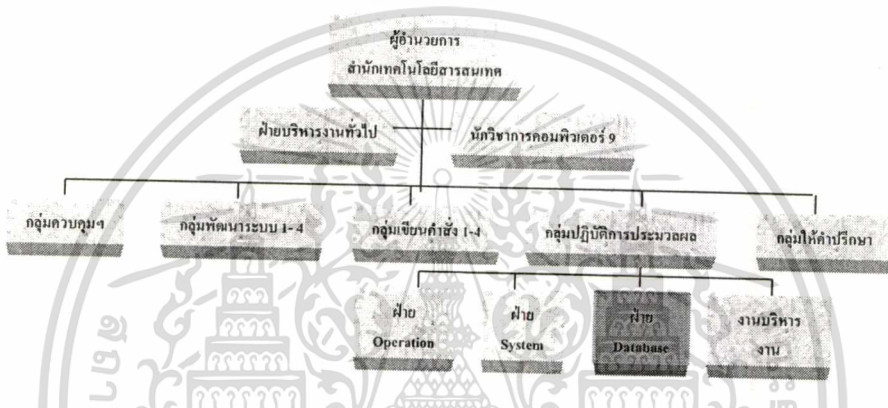 ผู้อำนวยการ
สำนักเทคโนโลยีสารสนเทศ
ฝ่ายบริหารงานทั่วไป
นักวิชาการคอมพิวเตอร์ 9
กลุ่มควบคุมฯ
กลุ่มพัฒนาระบบ 1- 4
กลุ่มเขียนคำสั่ง 1-4
กลุ่มปฏิบัติการประมวลผล
กลุ่มให้คำปรึกษา
ฝ่าย
Operation
ฝ่าย
System
ฝ่าย
Database
งานบริหาร
งาน